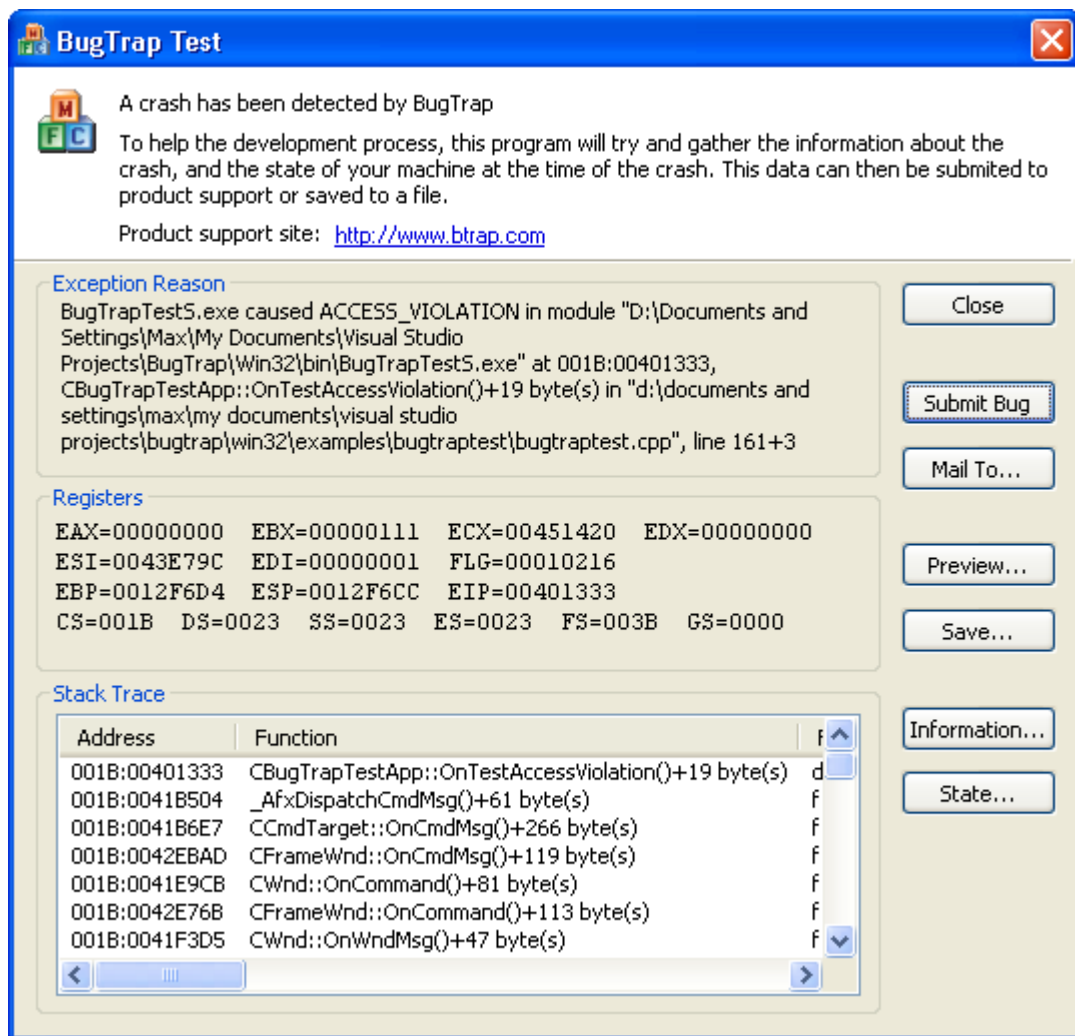 BugTrap Test
M
F C
A crash has been detected by BugTrap
To help the development process, this program will try and gather the information about the
crash, and the state of your machine at the time of the crash. This data can then be submited to
product support or saved to a file.
Product support site: http://www.btrap.com
Exception Reason
BugTrapTestS.exe caused ACCESS_VIOLATION in module "D:\Documents and
Settings\Max\My Documents\Visual Studio
Projects\BugTrap\Win32\bin\BugTrapTestS.exe" at 001B:00401333,
CBugTrapTestApp::OnTestAccessViolation()+19 byte(s) in "d:\documents and
settings\max\my documents\visual studio
projects\bugtrap\win32\examples\bugtraptest\bugtraptest.cpp", line 161+3
Close
Submit Bug
Mail To...
Registers
EAX=00000000 EBX=00000111 ECX=00451420 EDX=00000000
ESI=0043E79C EDI=00000001 FLG=00010216
EBP=0012F6D4 ESP=0012F6CC EIP=00401333
CS=001B DS=0023 SS=0023 ES=0023 FS=003B GS=0000
Preview...
Save...
Stack Trace
Address Function
001B:00401333 CBugTrapTestApp::OnTestAccessViolation()+19 byte(s) d
001B:0041B504 _AfxDispatchCmdMsg()+61 byte(s) f
001B:0041B6E7 CCmdTarget::OnCmdMsg()+266 byte(s) f
001B:0042EBAD CFrameWnd::OnCmdMsg()+119 byte(s) f
001B:0041E9CB CWnd::OnCommand()+81 byte(s) f
001B:0042E76B CFrameWnd::OnCommand()+113 byte(s) f
001B:0041F3D5 CWnd::OnWndMsg()+47 byte(s) f
Information...
State...